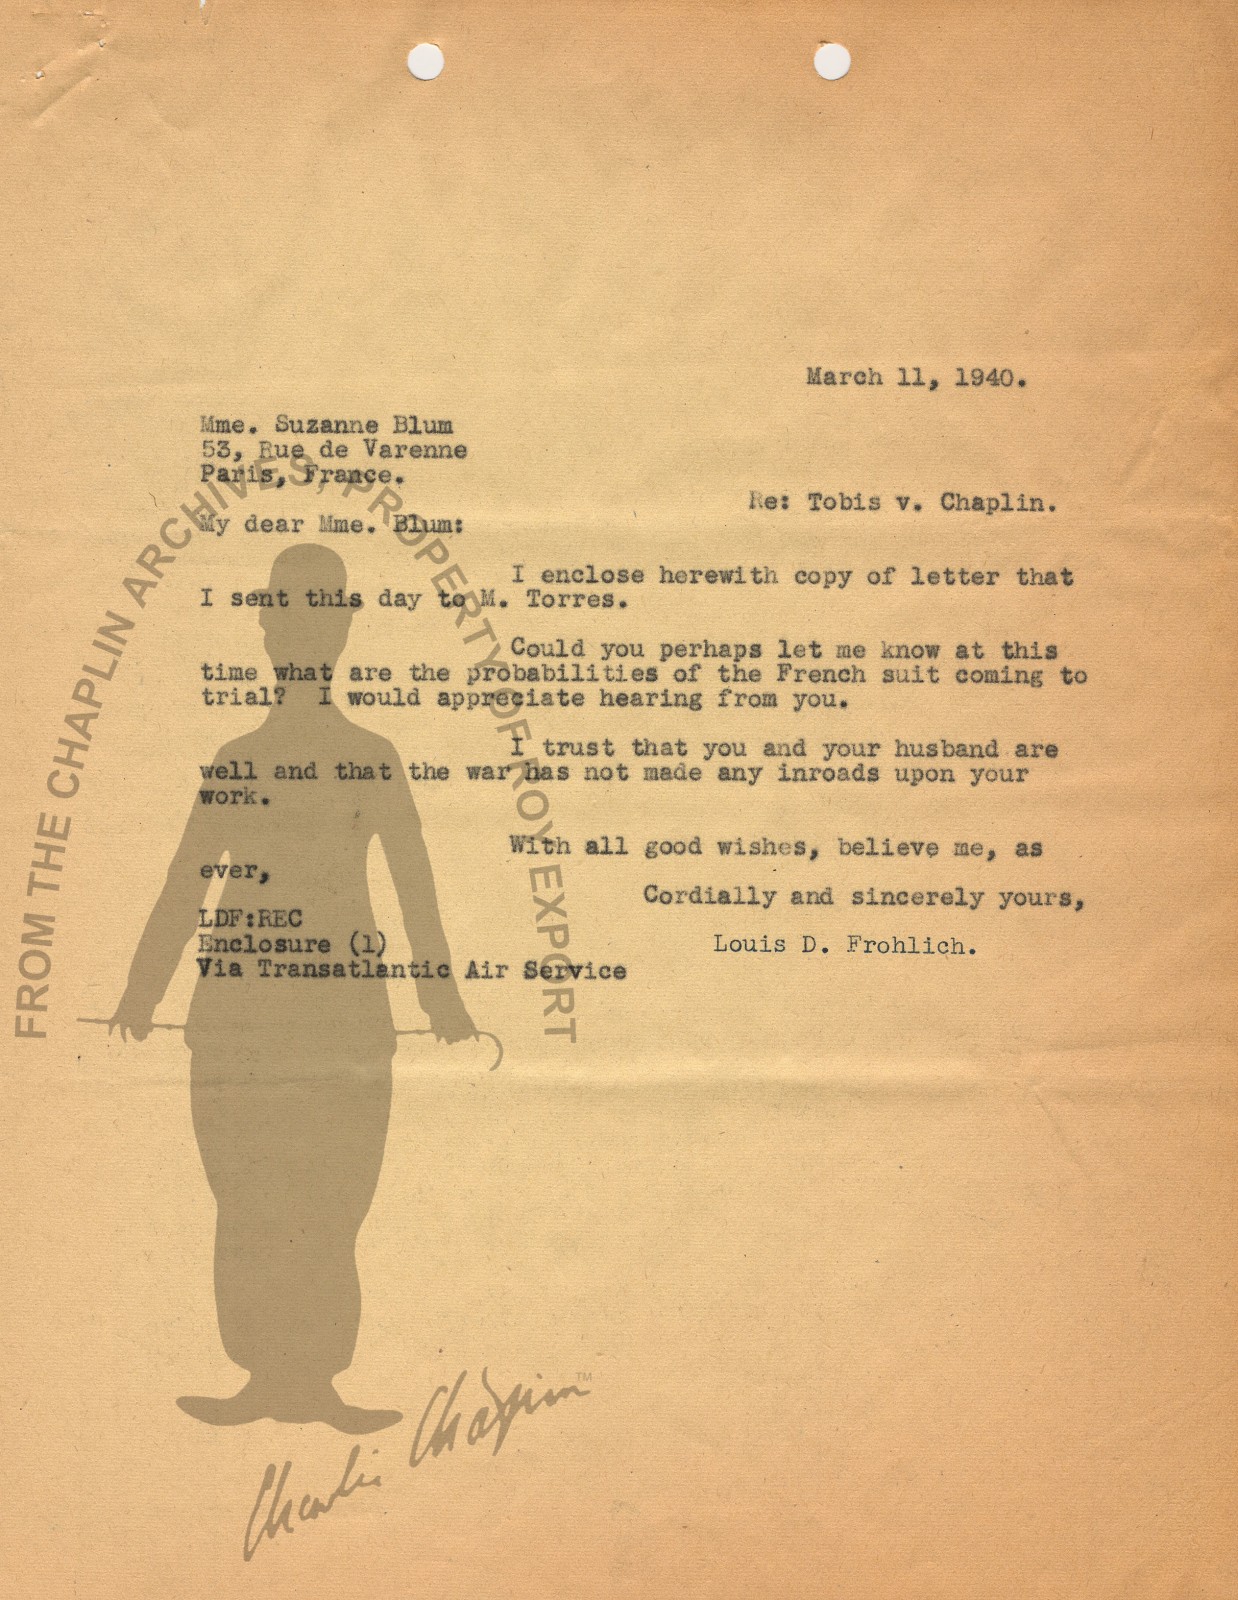 March 11, 1940.
Mme. Suzanne Blum
53, Rue de Varenne
Paris, France.
Re: Tobis v. Chaplin.
My dear Mme. Blum:
I enclose herewith copy of letter that
I sent this day to M. Torres.
Could you perhaps let me know at this
time what are the probabilities of the French suit coming to
trial? I would appreciate hearing from you.
I trust that you and your husband are
well and that the war has not made any inroads upon your
work.
With all good wishes, believe me, as
ever,
Cordially and sincerely yours,
LDF:REC
Enclosure (1)
Louis D. Frohlich.
Via Transatlantic Air Service
FROM THE CHAPLIN ARCHIVES, PROPERTY OF ROY EXPORT
Charlie Chaplin™